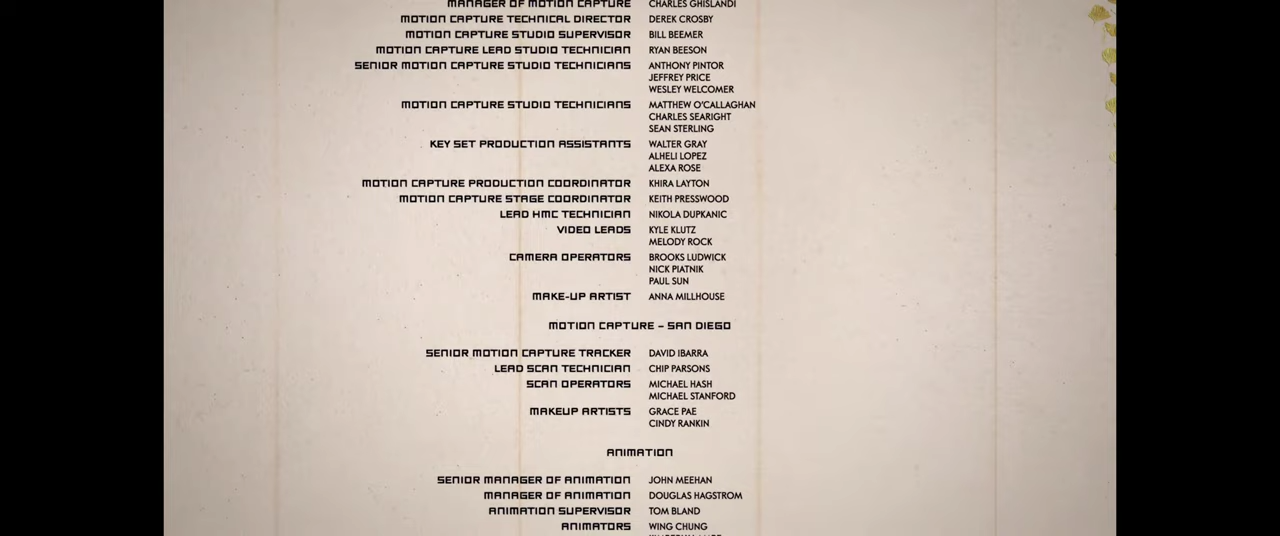 MANAGER OF MOTION CAPTURE CHARLES GHISLANDI
MOTION CAPTURE TECHNICAL DIRECTOR DEREK CROSBY
MOTION CAPTURE STUDIO SUPERVISOR BILL BEEMER
MOTION CAPTURE LEAD STUDIO TECHNICIAN RYAN BEESON
SENIOR MOTION CAPTURE STUDIO TECHNICIANS ANTHONY PINTOR
JEFFREY PRICE
WESLEY WELCOMER
MOTION CAPTURE STUDIO TECHNICIANS MATTHEW O'CALLAGHAN
CHARLES SEARIGHT
SEAN STERLING
KEY SET PRODUCTION ASSISTANTS WALTER GRAY
ALHELI LOPEZ
ALEXA ROSE
MOTION CAPTURE PRODUCTION COORDINATOR KHIRA LAYTON
MOTION CAPTURE STAGE COORDINATOR KEITH PRESSWOOD
LEAD HMC TECHNICIAN NIKOLA DUPKANIC
VIDEO LEADS KYLE KLUTZ
MELODY ROCK
CAMERA OPERATORS BROOKS LUDWICK
NICK PIATNIK
PAUL SUN
MAKE-UP ARTIST ANNA MILLHOUSE
MOTION CAPTURE - SAN DIEGO
SENIOR MOTION CAPTURE TRACKER DAVID IBARRA
LEAD SCAN TECHNICIAN CHIP PARSONS
SCAN OPERATORS MICHAEL HASH
MICHAEL STANFORD
MAKEUP ARTISTS GRACE PAE
CINDY RANKIN
ANIMATION
SENIOR MANAGER OF ANIMATION JOHN MEEHAN
MANAGER OF ANIMATION DOUGLAS HAGSTROM
ANIMATION SUPERVISOR TOM BLAND
ANIMATORS WING CHUNG